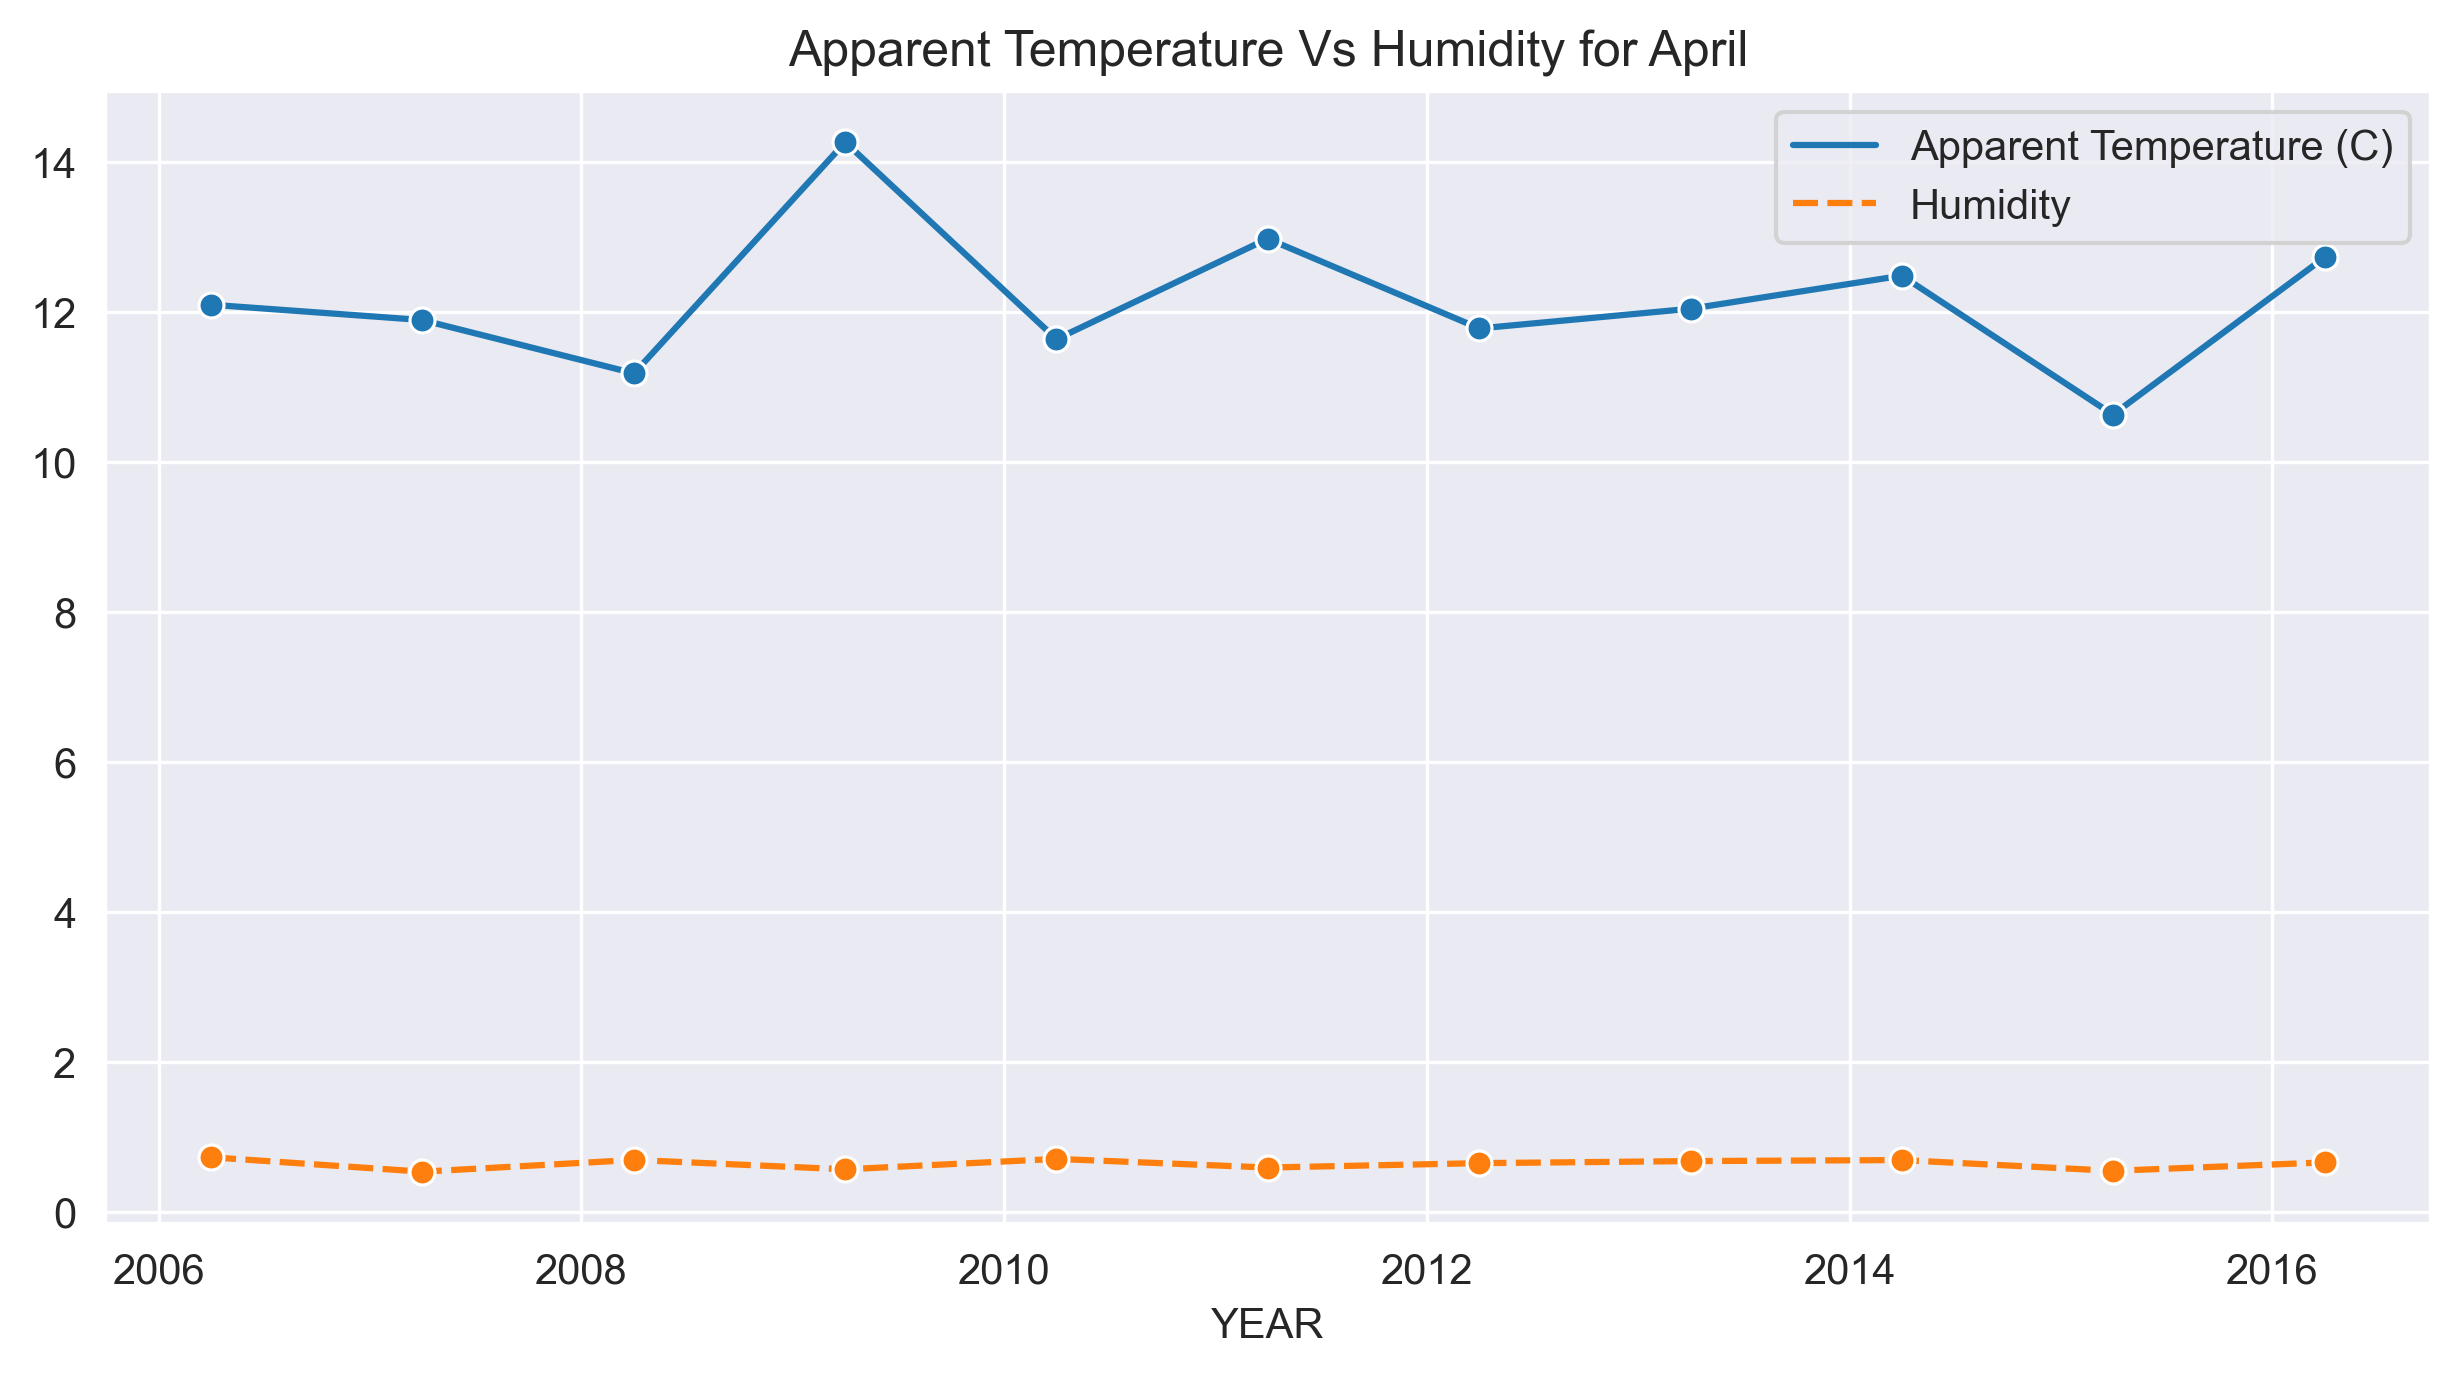 Apparent Temperature Vs Humidity for April
Apparent Temperature (C)
Humidity
14
12
10
8
6
4
2
0
2006 2008 2010 2012 2014 2016
YEAR